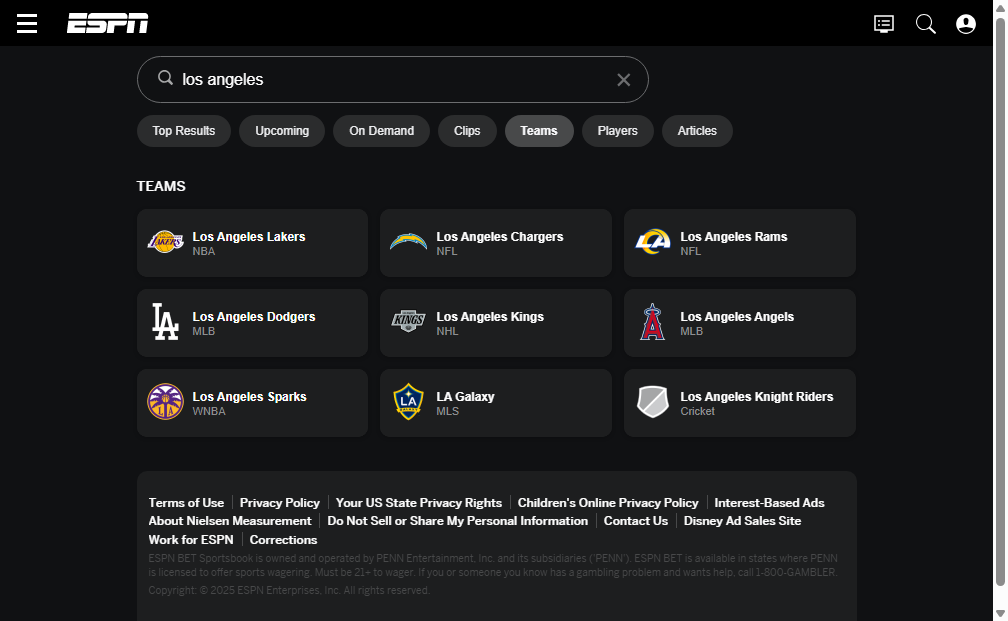 ESPN
los angeles
Top Results Upcoming On Demand Clips Teams Players Articles
TEAMS
Los Angeles Lakers
NBA
Los Angeles Chargers
NFL
Los Angeles Rams
NFL
Los Angeles Dodgers
MLB
Los Angeles Kings
NHL
Los Angeles Angels
MLB
Los Angeles Sparks
WNBA
LA Galaxy
MLS
Los Angeles Knight Riders
Cricket
Terms of Use Privacy Policy Your US State Privacy Rights Children's Online Privacy Policy Interest-Based Ads
About Nielsen Measurement Do Not Sell or Share My Personal Information Contact Us Disney Ad Sales Site
Work for ESPN Corrections
ESPN BET Sportsbook is owned and operated by PENN Entertainment, Inc. and its subsidiaries ('PENN'). ESPN BET is available in states where PENN
is licensed to offer sports wagering. Must be 21+ to wager. If you or someone you know has a gambling problem and wants help, call 1-800-GAMBLER.
Copyright: © 2025 ESPN Enterprises, Inc. All rights reserved.